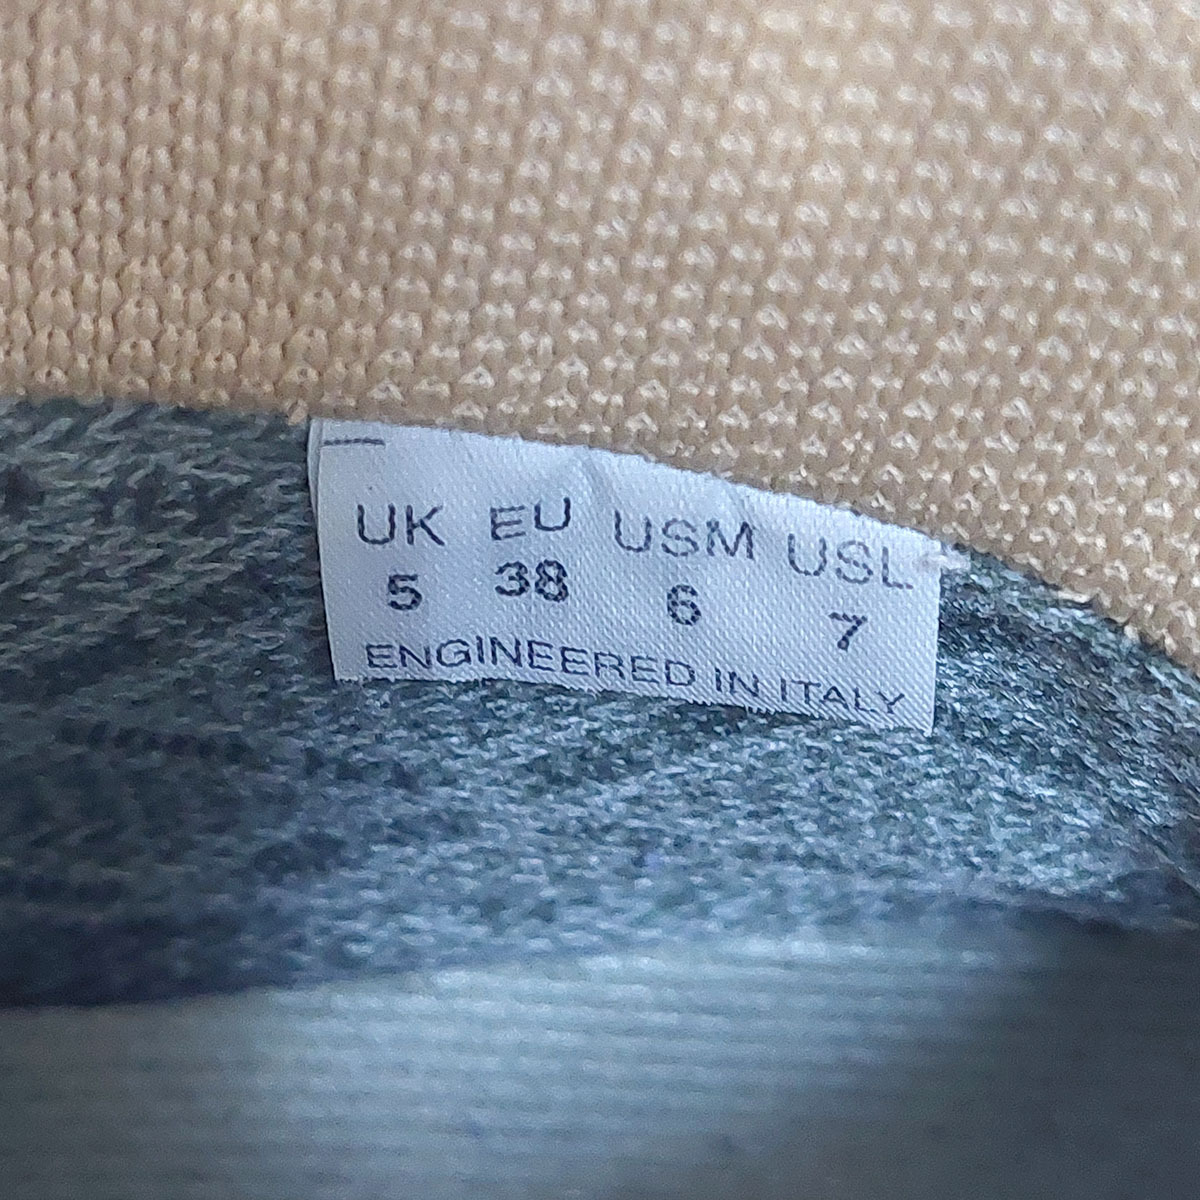 UK EU USM USL
5 38 6 7
ENGINEERED IN ITALY